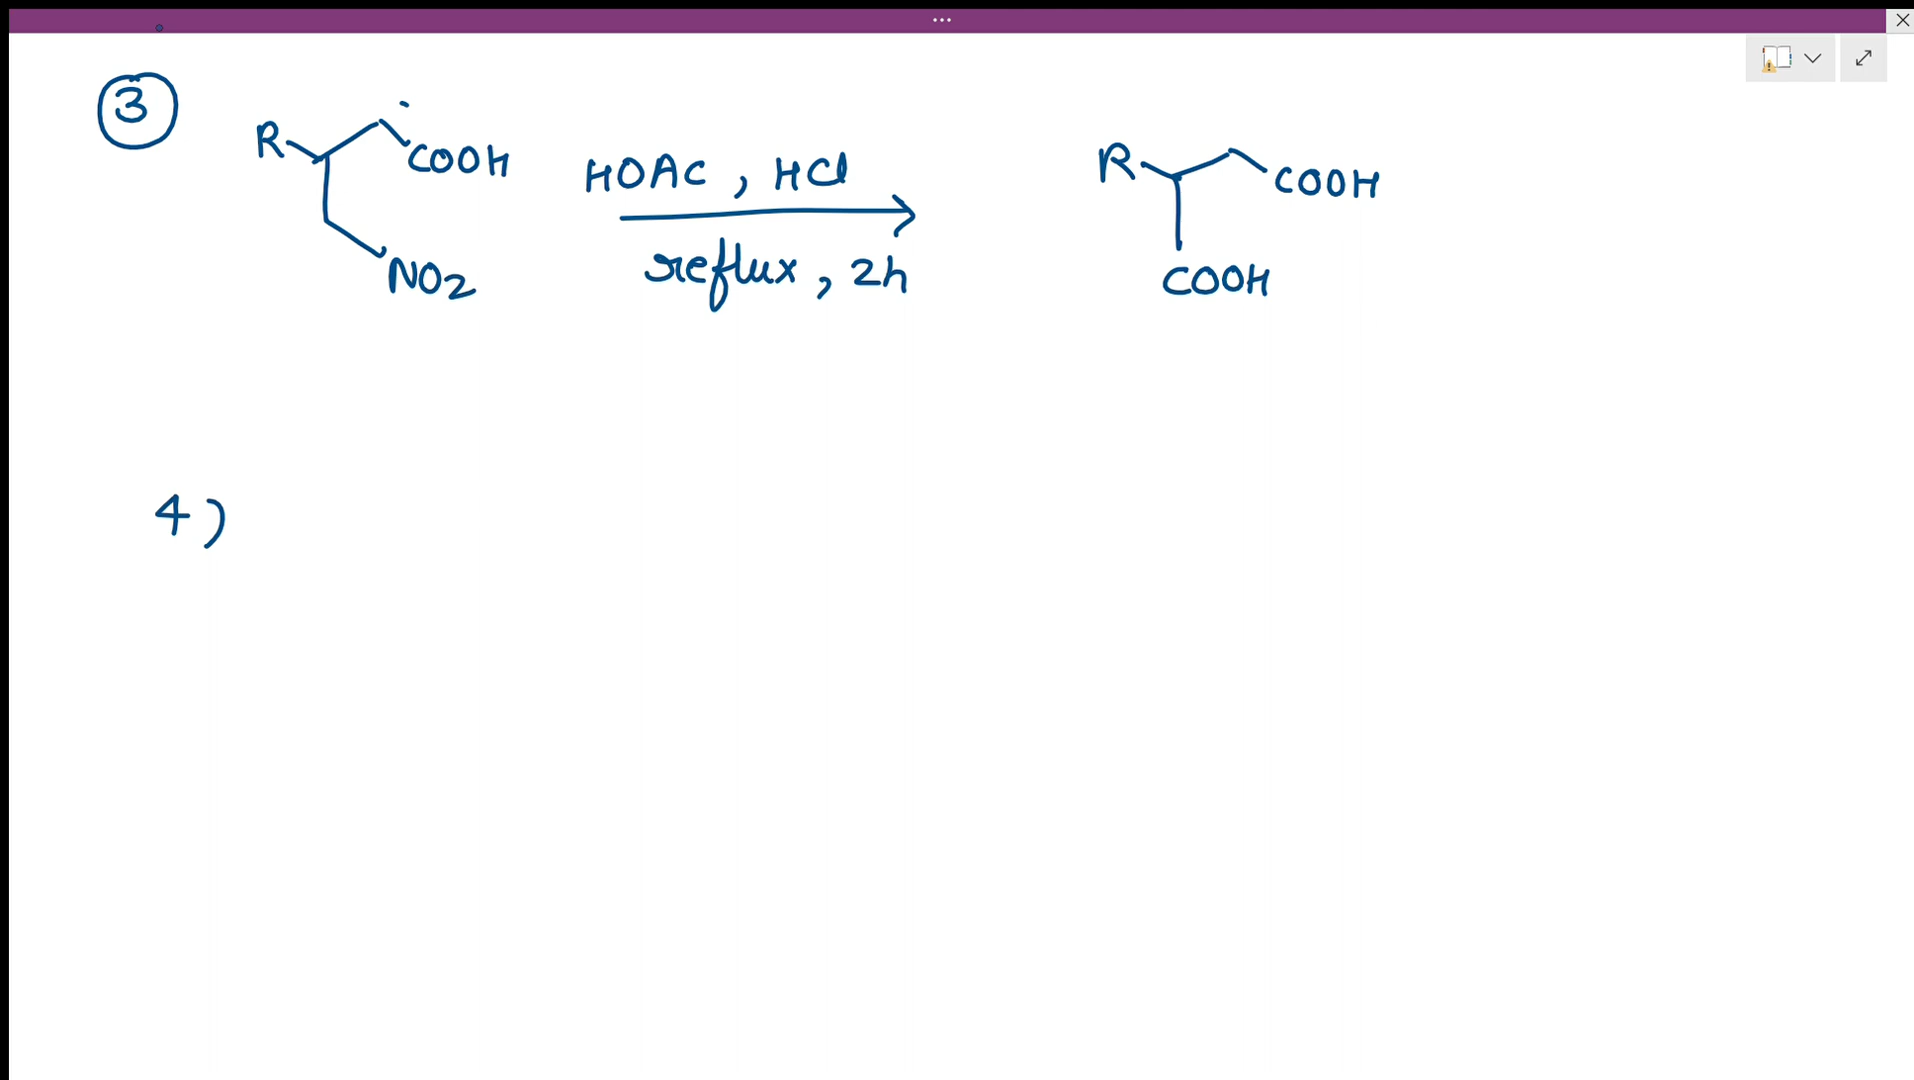 3
R COOH NO2
HOAC, HCl
reflux, 2h
R COOH COOH
4)